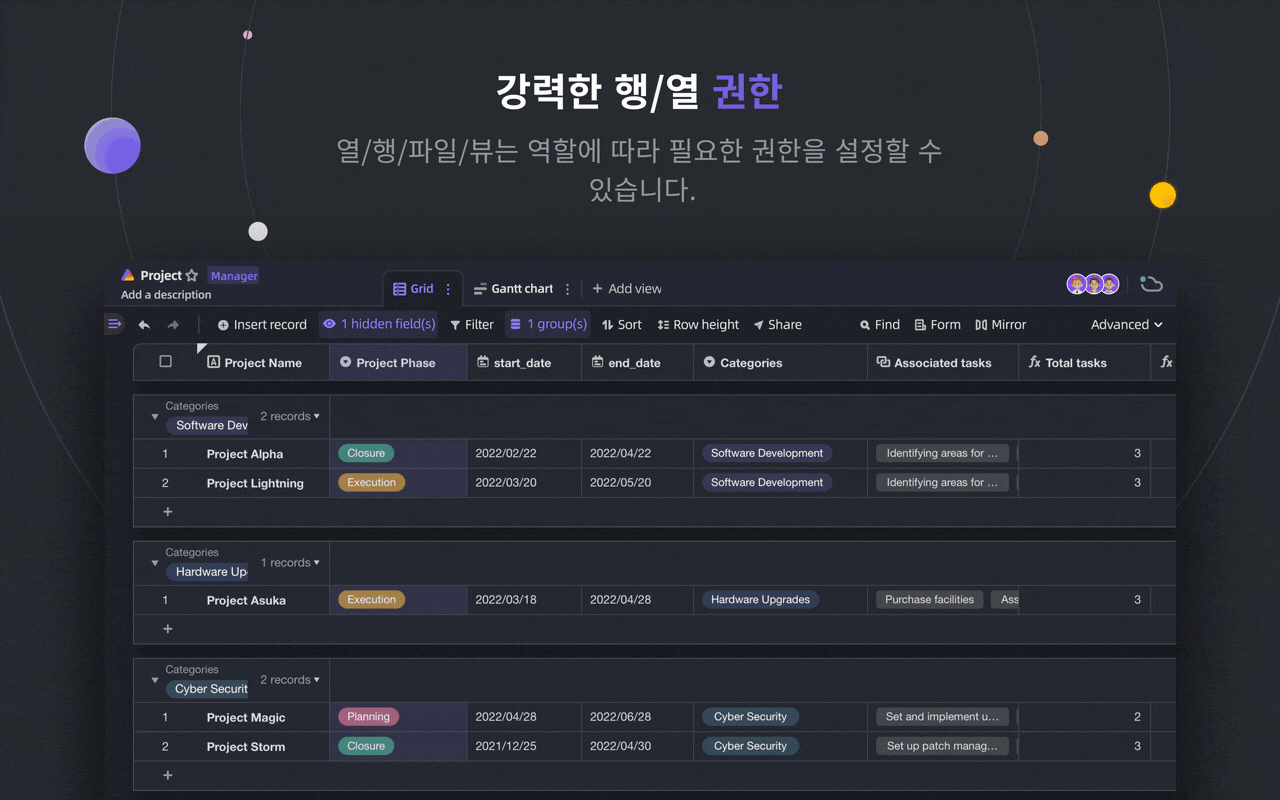 강력한 행/열 권한
열/행/파일/뷰는 역할에 따라 필요한 권한을 설정할 수
있습니다.
Project Manager
Add a description
Grid Gantt chart Add view
Insert record 1 hidden field(s) Filter 1 group(s) Sort Row height Share Find Form Mirror Advanced
Project Name Project Phase start_date end_date Categories Associated tasks Total tasks
Categories
Software Dev 2 records
1 Project Alpha Closure 2022/02/22 2022/04/22 Software Development Identifying areas for ... 3
2 Project Lightning Execution 2022/03/20 2022/05/20 Software Development Identifying areas for ... 3
+
Categories
Hardware Up 1 records
1 Project Asuka Execution 2022/03/18 2022/04/28 Hardware Upgrades Purchase facilities Ass 3
+
Categories
Cyber Securit 2 records
1 Project Magic Planning 2022/04/28 2022/06/28 Cyber Security Set and implement u... 2
2 Project Storm Closure 2021/12/25 2022/04/30 Cyber Security Set up patch manag... 3
+